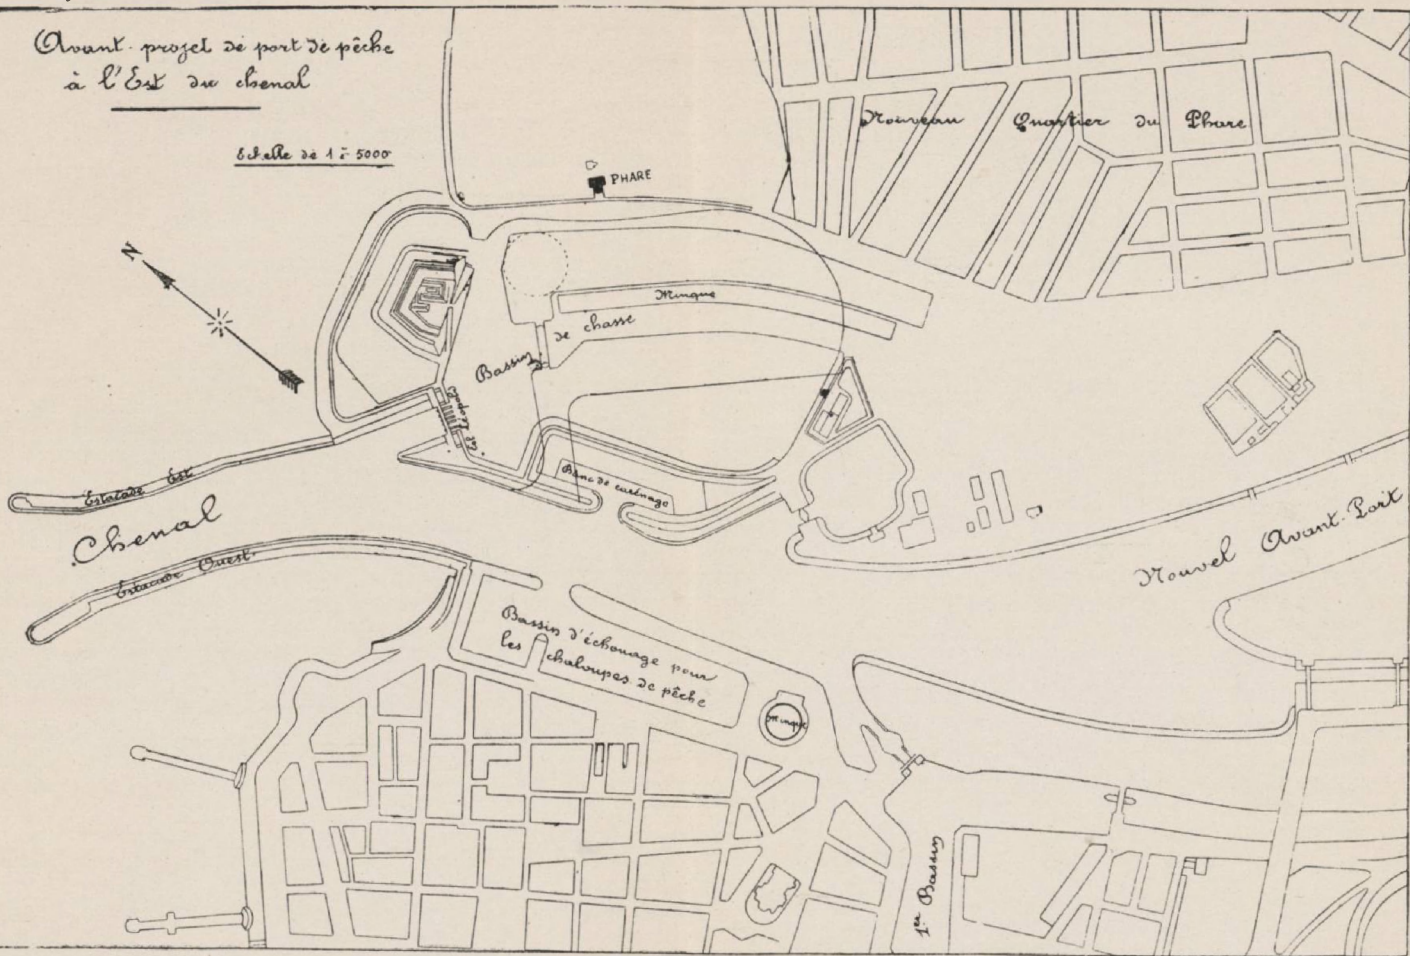 Avant-projet de port de pêche
à l'Est du chenal
Echelle de 1 à 5000
PHARE
Nouveau Quartier du Phare
N
Minque
Bassin de chasse
Ecl. Léopold
Estacade Est
Banc de carénage
Chenal
Nouvel Avant-Port
Estacade Ouest
Bassin d'échouage pour
les chaloupes de pêche
Minque
1er Bassin